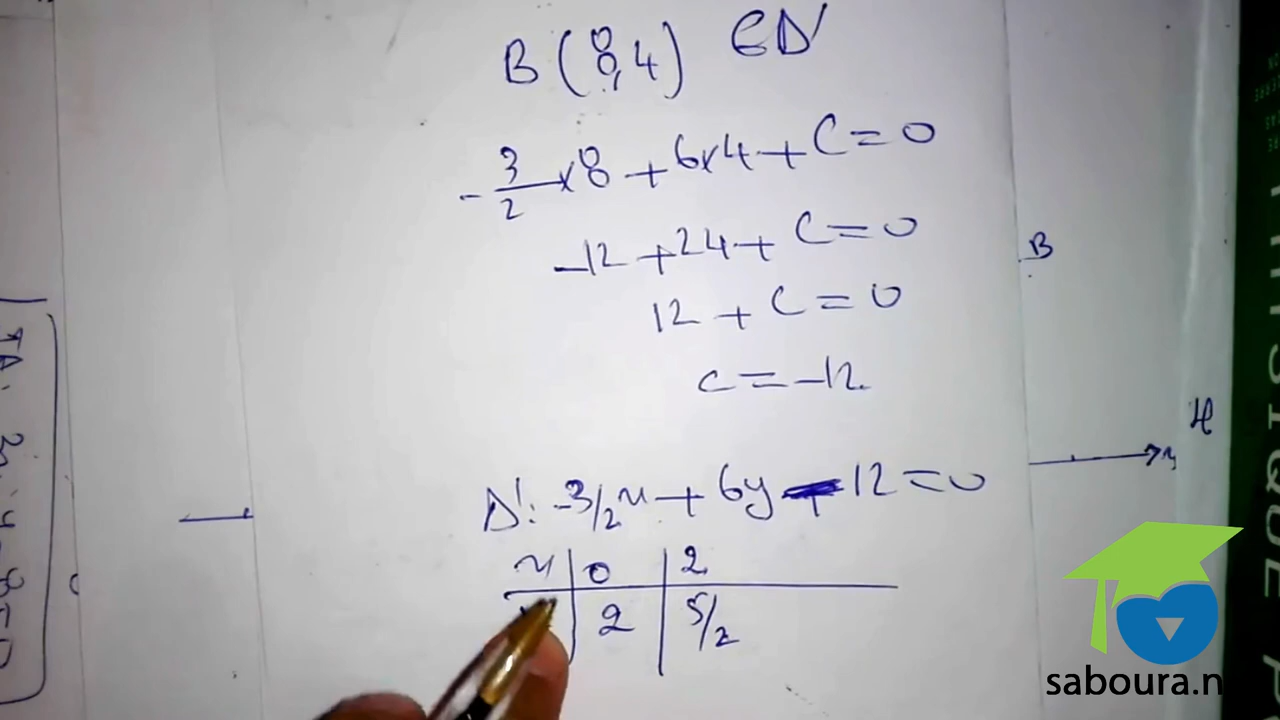 B (8,4) ∈ Δ'
-3/2 x 8 + 6x4 + C = 0
-12 + 24 + C = 0
B
12 + C = 0
C = -12
Δ': -3/2 x + 6y - 12 = 0
x | 0 | 2
2 | 5/2
saboura.n